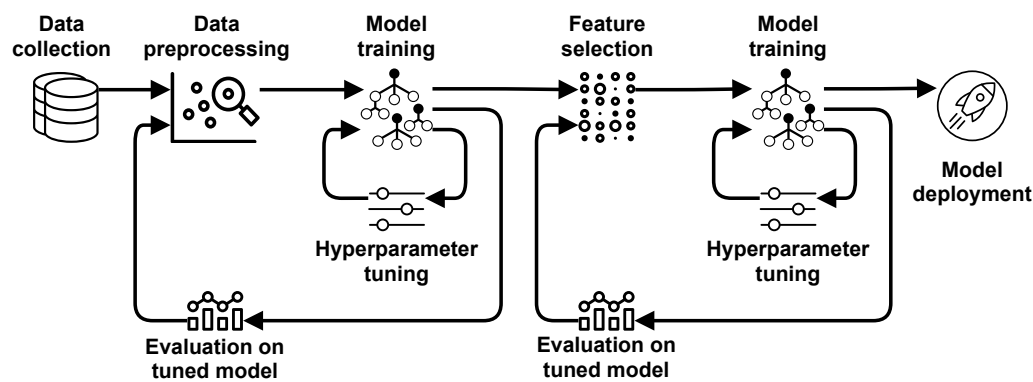 Data
collection
Data
preprocessing
Model
training
Feature
selection
Model
training
Model
deployment
Hyperparameter
tuning
Hyperparameter
tuning
Evaluation on
tuned model
Evaluation on
tuned model